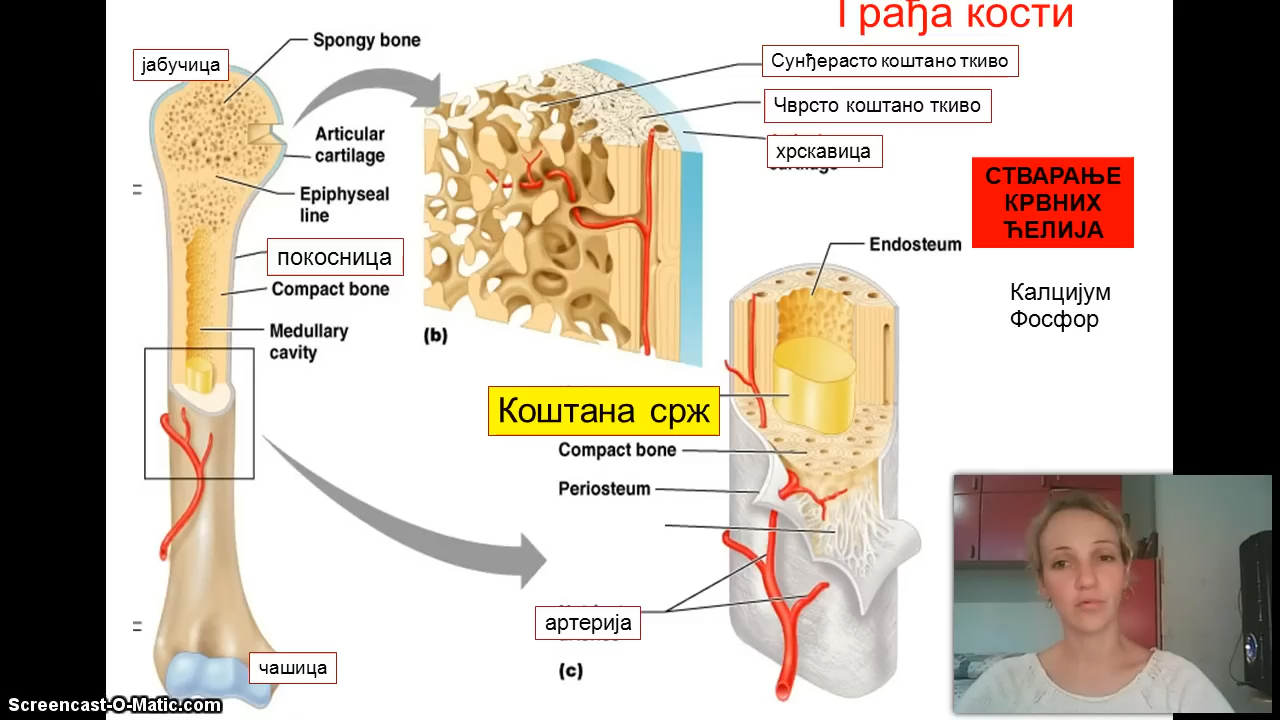 Грађа кости
Spongy bone
јабучица
Сунђерасто коштано ткиво
Чврсто коштано ткиво
Articular
cartilage
хрскавица
СТВАРАЊЕ
КРВНИХ
ЋЕЛИЈА
Epiphyseal
line
Endosteum
покосница
Compact bone
Калцијум
Фосфор
Medullary
cavity
(b)
Коштана срж
Compact bone
Periosteum
артерија
(c)
чашица
Screencast-O-Matic.com